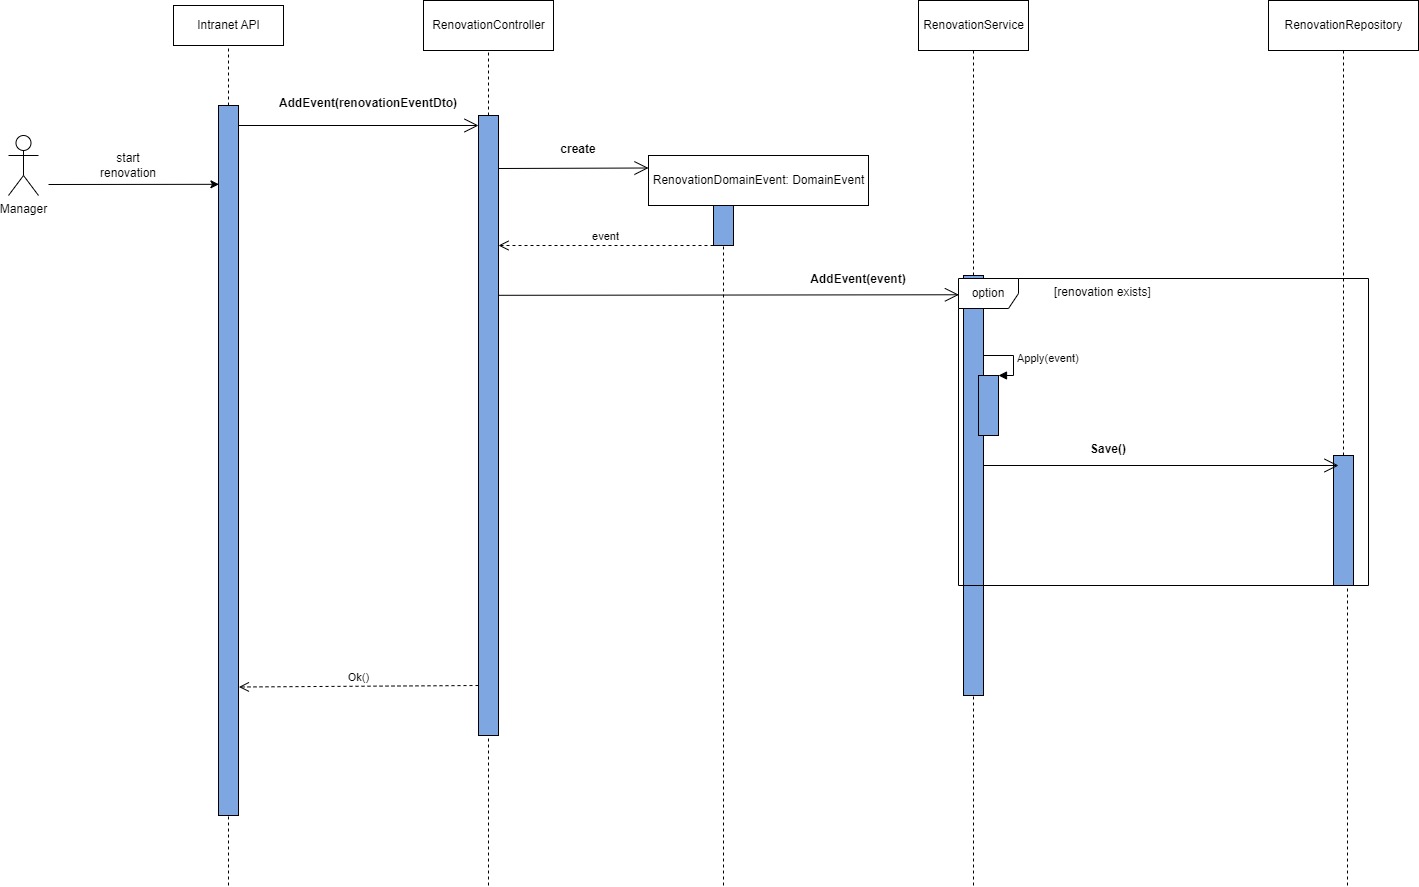 Intranet API
RenovationController
RenovationService
RenovationRepository
AddEvent(renovationEventDto)
create
start
renovation
RenovationDomainEvent: DomainEvent
Manager
event
AddEvent(event)
option
[renovation exists]
Apply(event)
Save()
Ok()